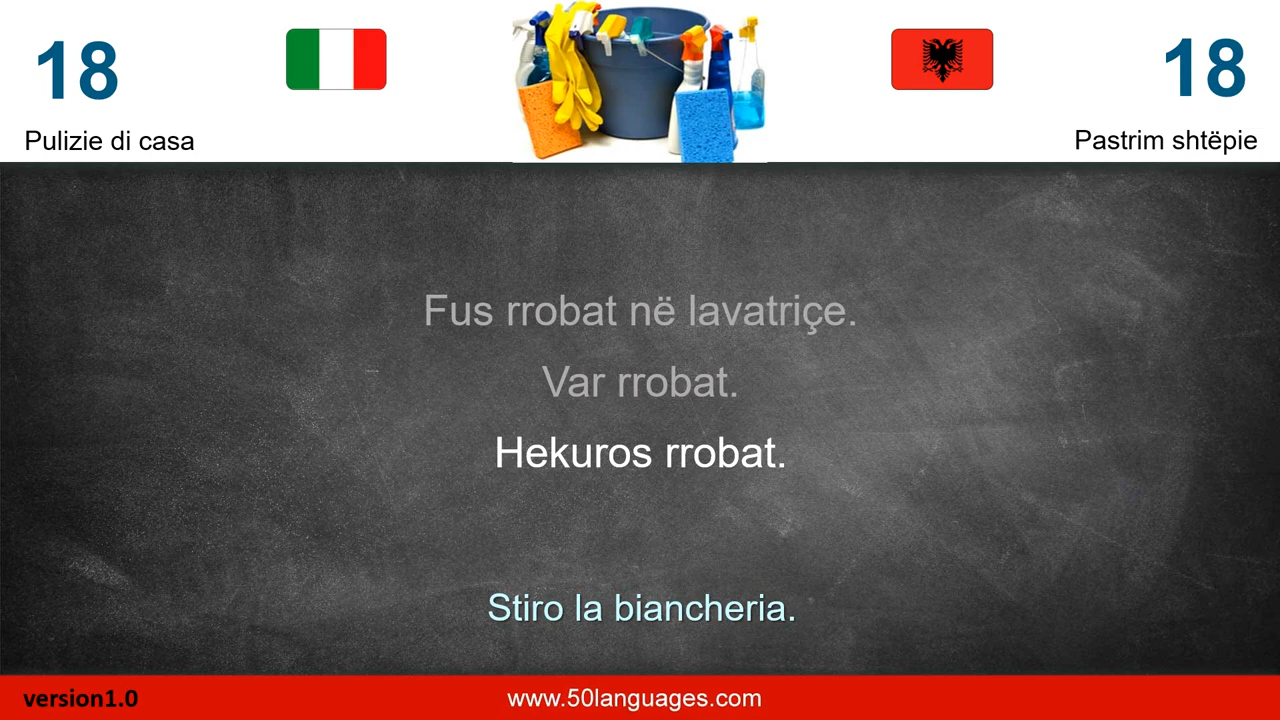 18
18
Pulizie di casa
Pastrim shtëpie
Fus rrobat në lavatriçe.
Var rrobat.
Hekuros rrobat.
Stiro la biancheria.
version1.0
www.50languages.com